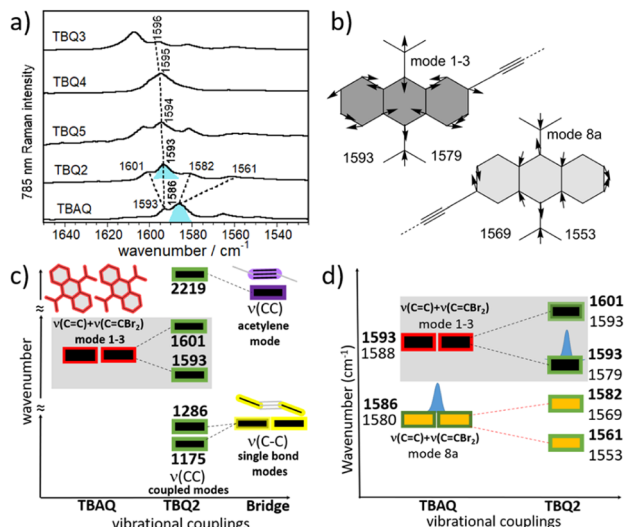 a)
785 nm Raman intensity
TBQ3
1596
TBQ4
1595
TBQ5
1594
TBQ2
1601
1593
1582
1561
TBAQ
1593
1586
1640 1620 1600 1580 1560 1540
wavenumber / cm⁻¹
b)
mode 1-3
1593
1579
mode 8a
1569
1553
c)
wavenumber
2219
ν(CC)
acetylene
mode
ν(C=C)+ν(C=CBr₂)
mode 1-3
1601
1593
1286
1175
ν(CC)
coupled modes
ν(C-C)
single bond
modes
TBAQ TBQ2 Bridge
vibrational couplings
d)
Wavenumber (cm⁻¹)
ν(C=C)+ν(C=CBr₂)
mode 1-3
1593
1588
1601
1593
1593
1579
1586
1580
ν(C=C)+ν(C=CBr₂)
mode 8a
1582
1569
1561
1553
TBAQ TBQ2
vibrational couplings